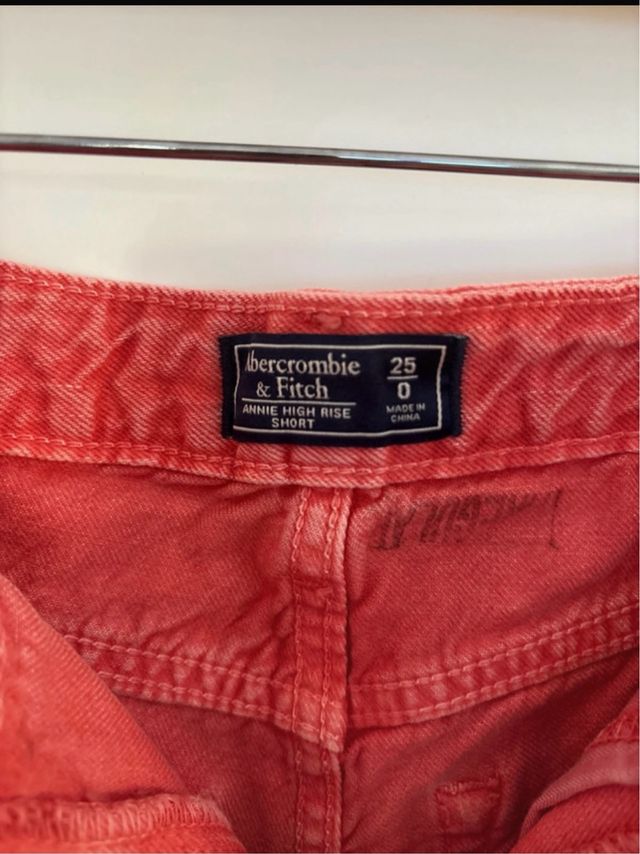 Abercrombie
& Fitch
ANNIE HIGH RISE
SHORT
25
0
MADE IN
CHINA